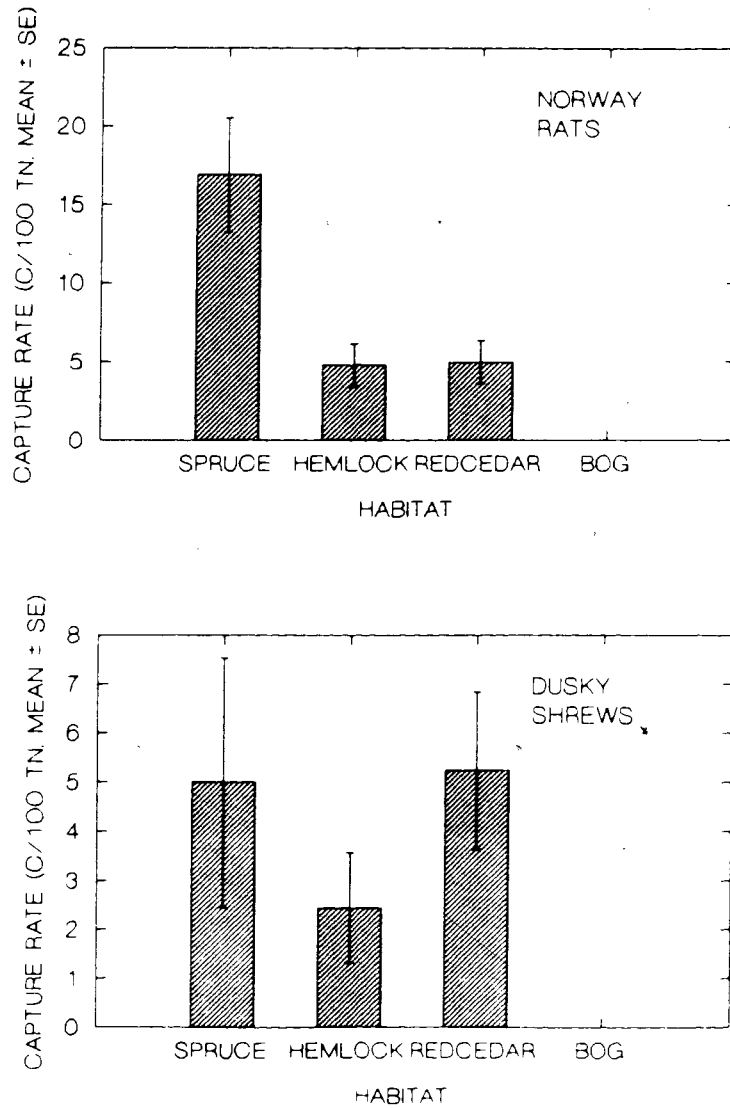 CAPTURE RATE (C/100 TN. MEAN ± SE)
25
20
15
10
5
0
NORWAY
RATS
SPRUCE HEMLOCK REDCEDAR BOG
HABITAT
CAPTURE RATE (C/100 TN. MEAN ± SE)
8
7
6
5
4
3
2
1
0
DUSKY
SHREWS
SPRUCE HEMLOCK REDCEDAR BOG
HABITAT